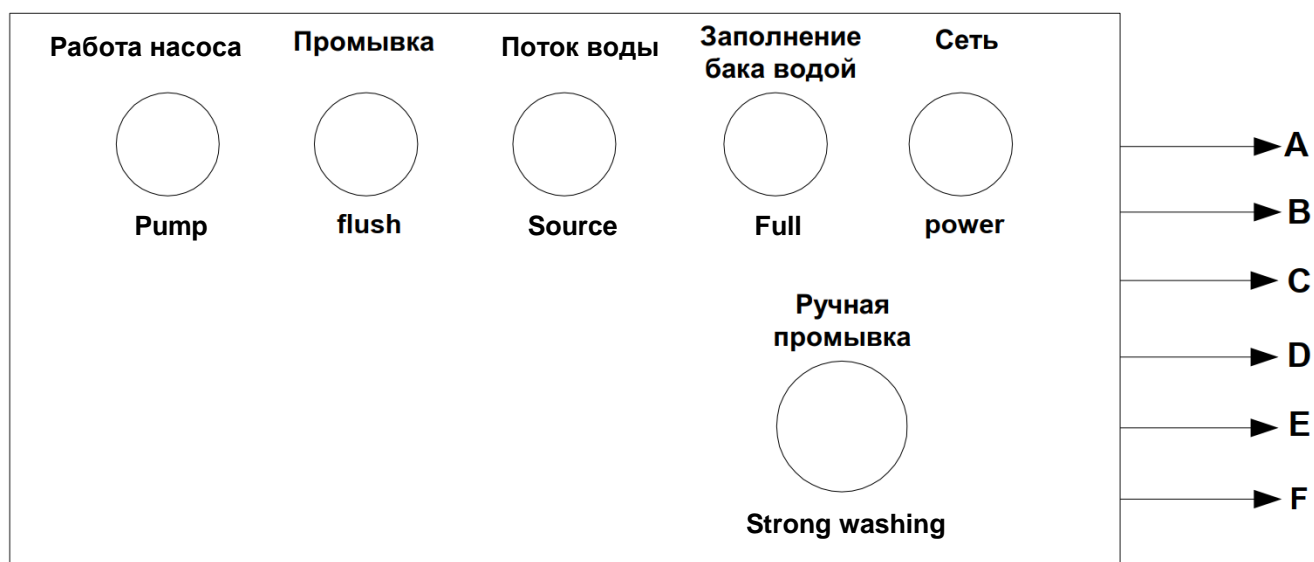 Работа насоса
Промывка
Поток воды
Заполнение
бака водой
Сеть
Pump
flush
Source
Full
power
Ручная
промывка
Strong washing
A
B
C
D
E
F